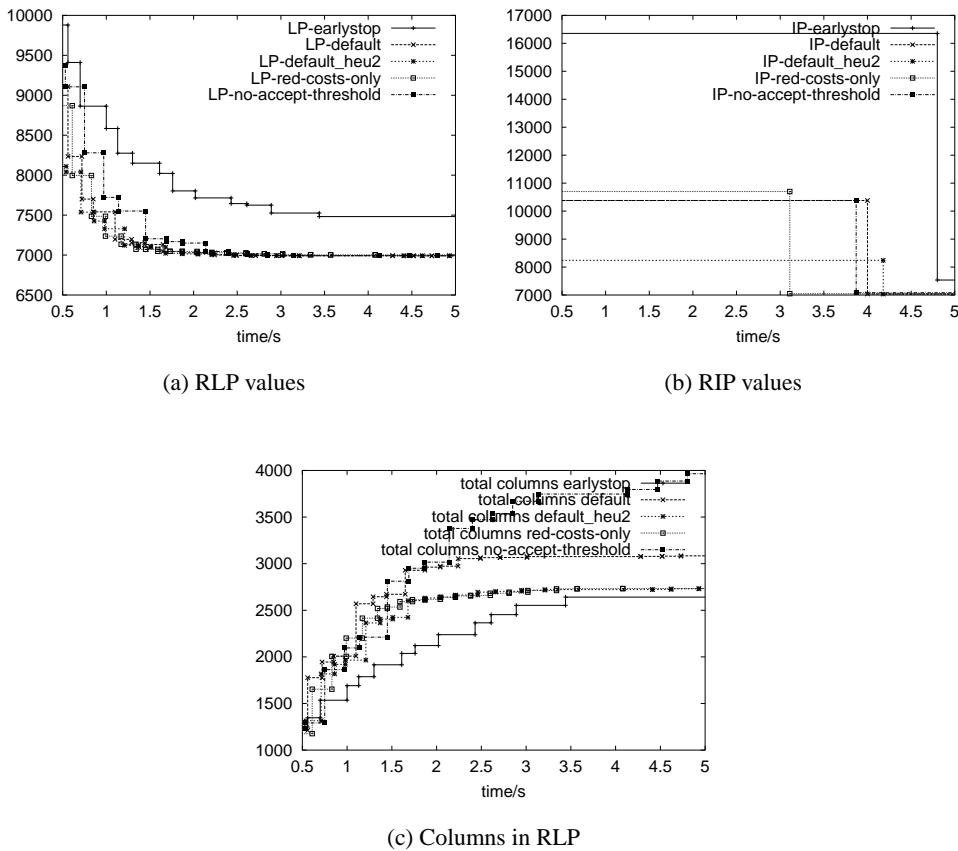 10000
9500
9000
8500
8000
7500
7000
6500
0.5 1 1.5 2 2.5 3 3.5 4 4.5 5
time/s
LP-earlystop
LP-default
LP-default_heu2
LP-red-costs-only
LP-no-accept-threshold
(a) RLP values
17000
16000
15000
14000
13000
12000
11000
10000
9000
8000
7000
0.5 1 1.5 2 2.5 3 3.5 4 4.5 5
time/s
IP-earlystop
IP-default
IP-default_heu2
IP-red-costs-only
IP-no-accept-threshold
(b) RIP values
4000
3500
3000
2500
2000
1500
1000
0.5 1 1.5 2 2.5 3 3.5 4 4.5 5
time/s
total columns earlystop
total columns default
total columns default_heu2
total columns red-costs-only
total columns no-accept-threshold
(c) Columns in RLP